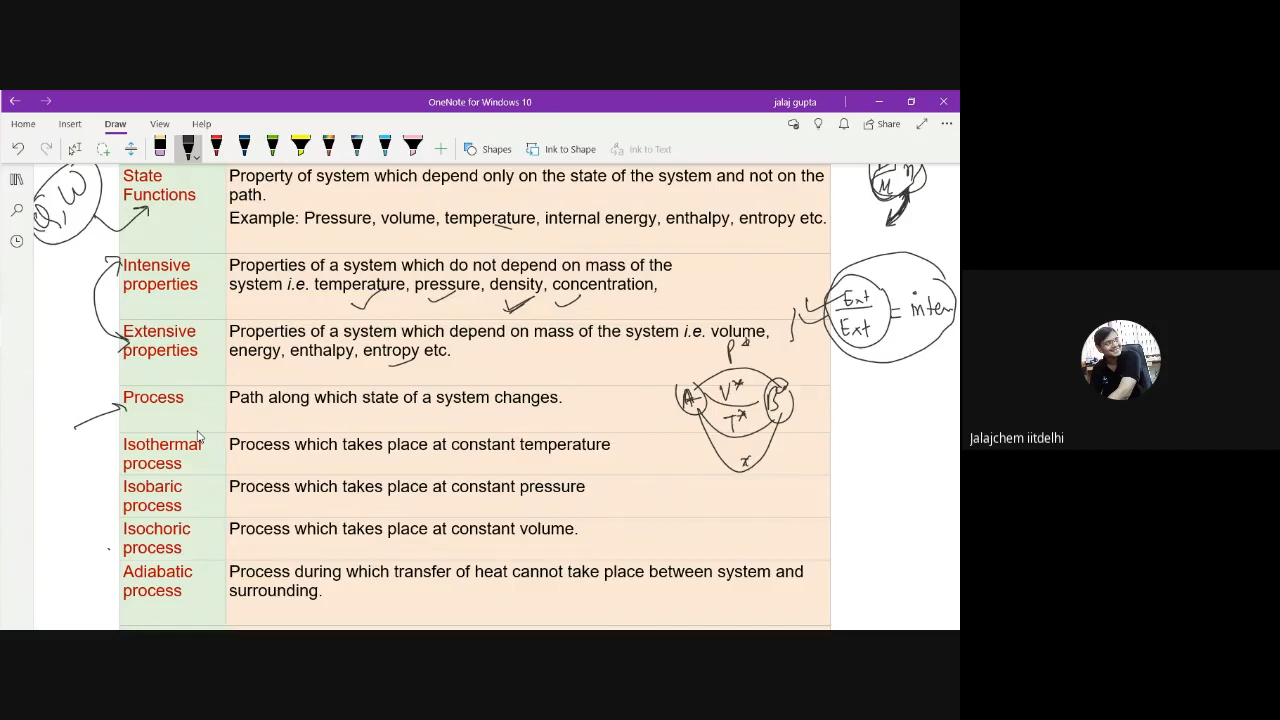 OneNote for Windows 10
jalaj gupta
Home Insert Draw View Help
Share
Shapes Ink to Shape Ink to Text
State Functions
Property of system which depend only on the state of the system and not on the
path.
Example: Pressure, volume, temperature, internal energy, enthalpy, entropy etc.
Intensive
properties
Properties of a system which do not depend on mass of the
system i.e. temperature, pressure, density, concentration,
Ext
Ext
= inten
Extensive
properties
Properties of a system which depend on mass of the system i.e. volume,
energy, enthalpy, entropy etc.
P*
A V* B
T*
x
Process
Path along which state of a system changes.
Isothermal
process
Process which takes place at constant temperature
Isobaric
process
Process which takes place at constant pressure
Isochoric
process
Process which takes place at constant volume.
Adiabatic
process
Process during which transfer of heat cannot take place between system and
surrounding.
Jalajchem iitdelhi